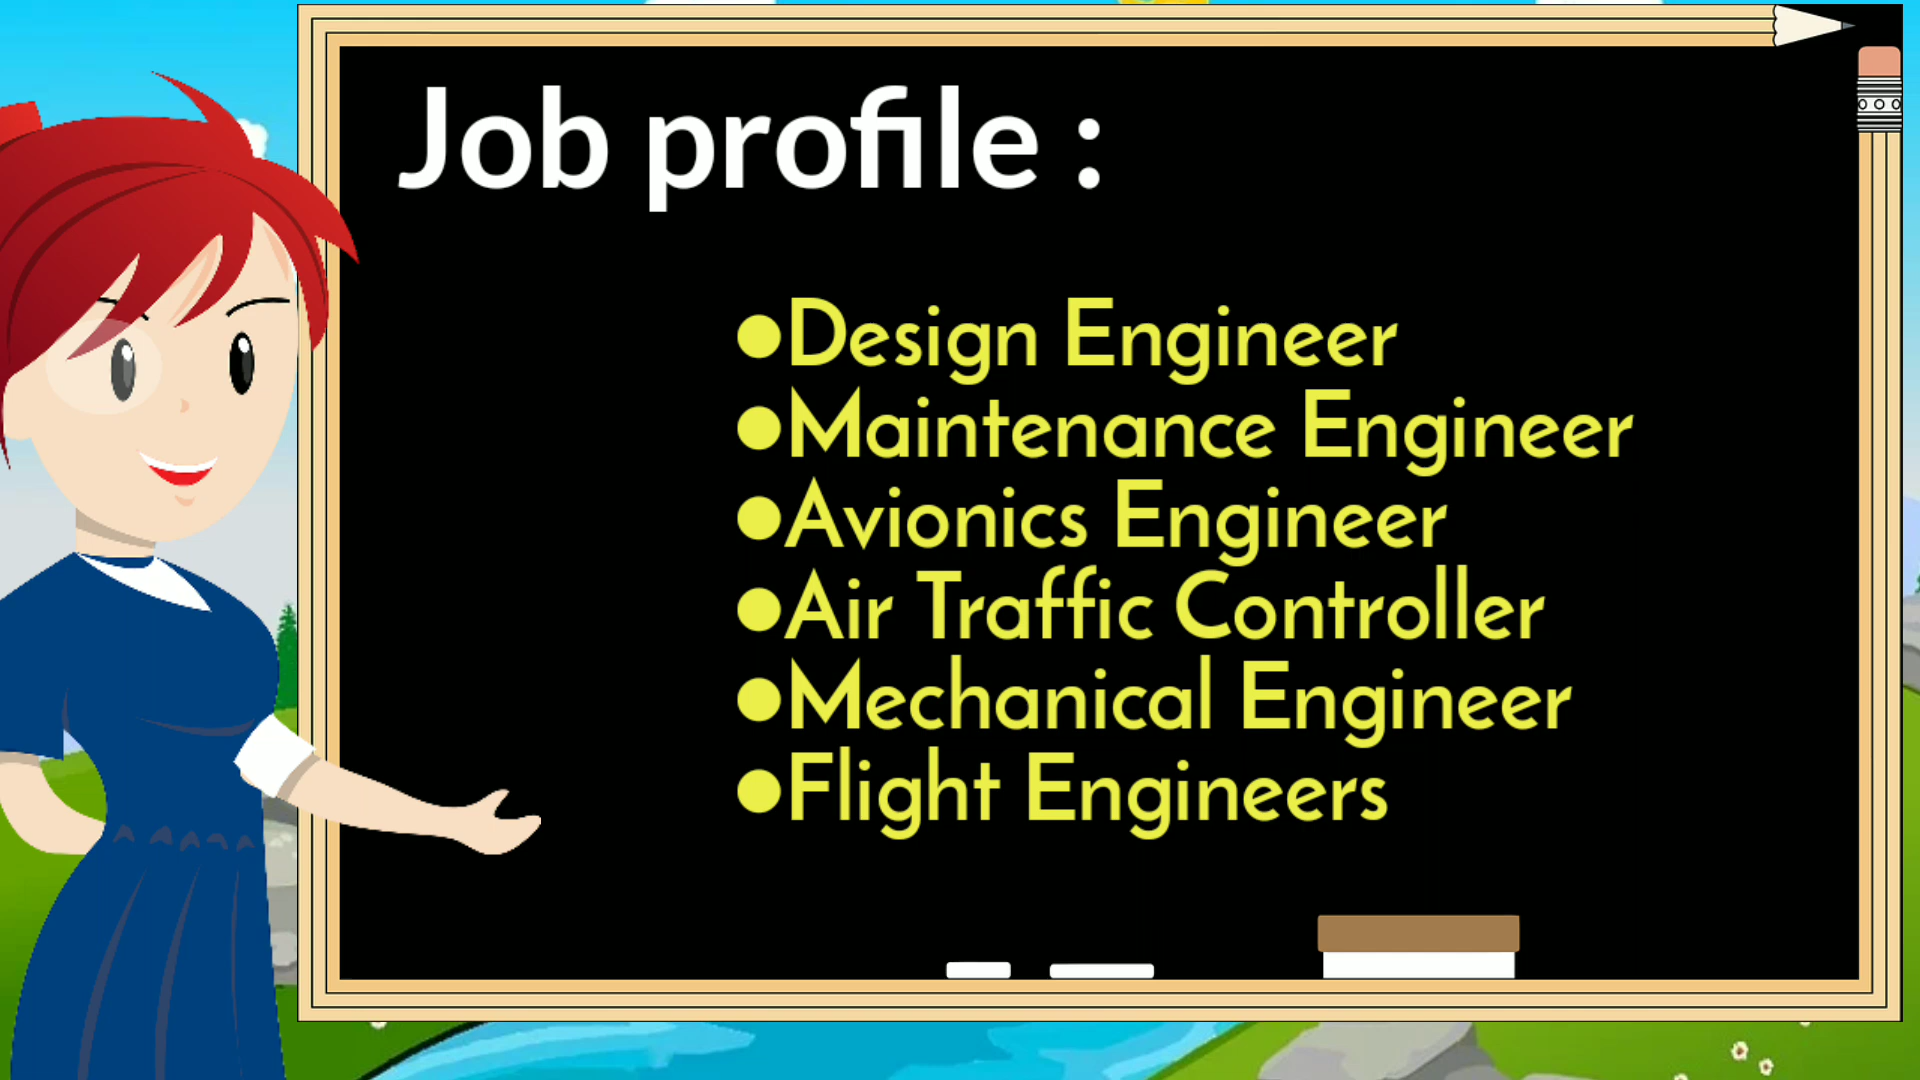 Job profile :
●Design Engineer
●Maintenance Engineer
●Avionics Engineer
●Air Traffic Controller
●Mechanical Engineer
●Flight Engineers